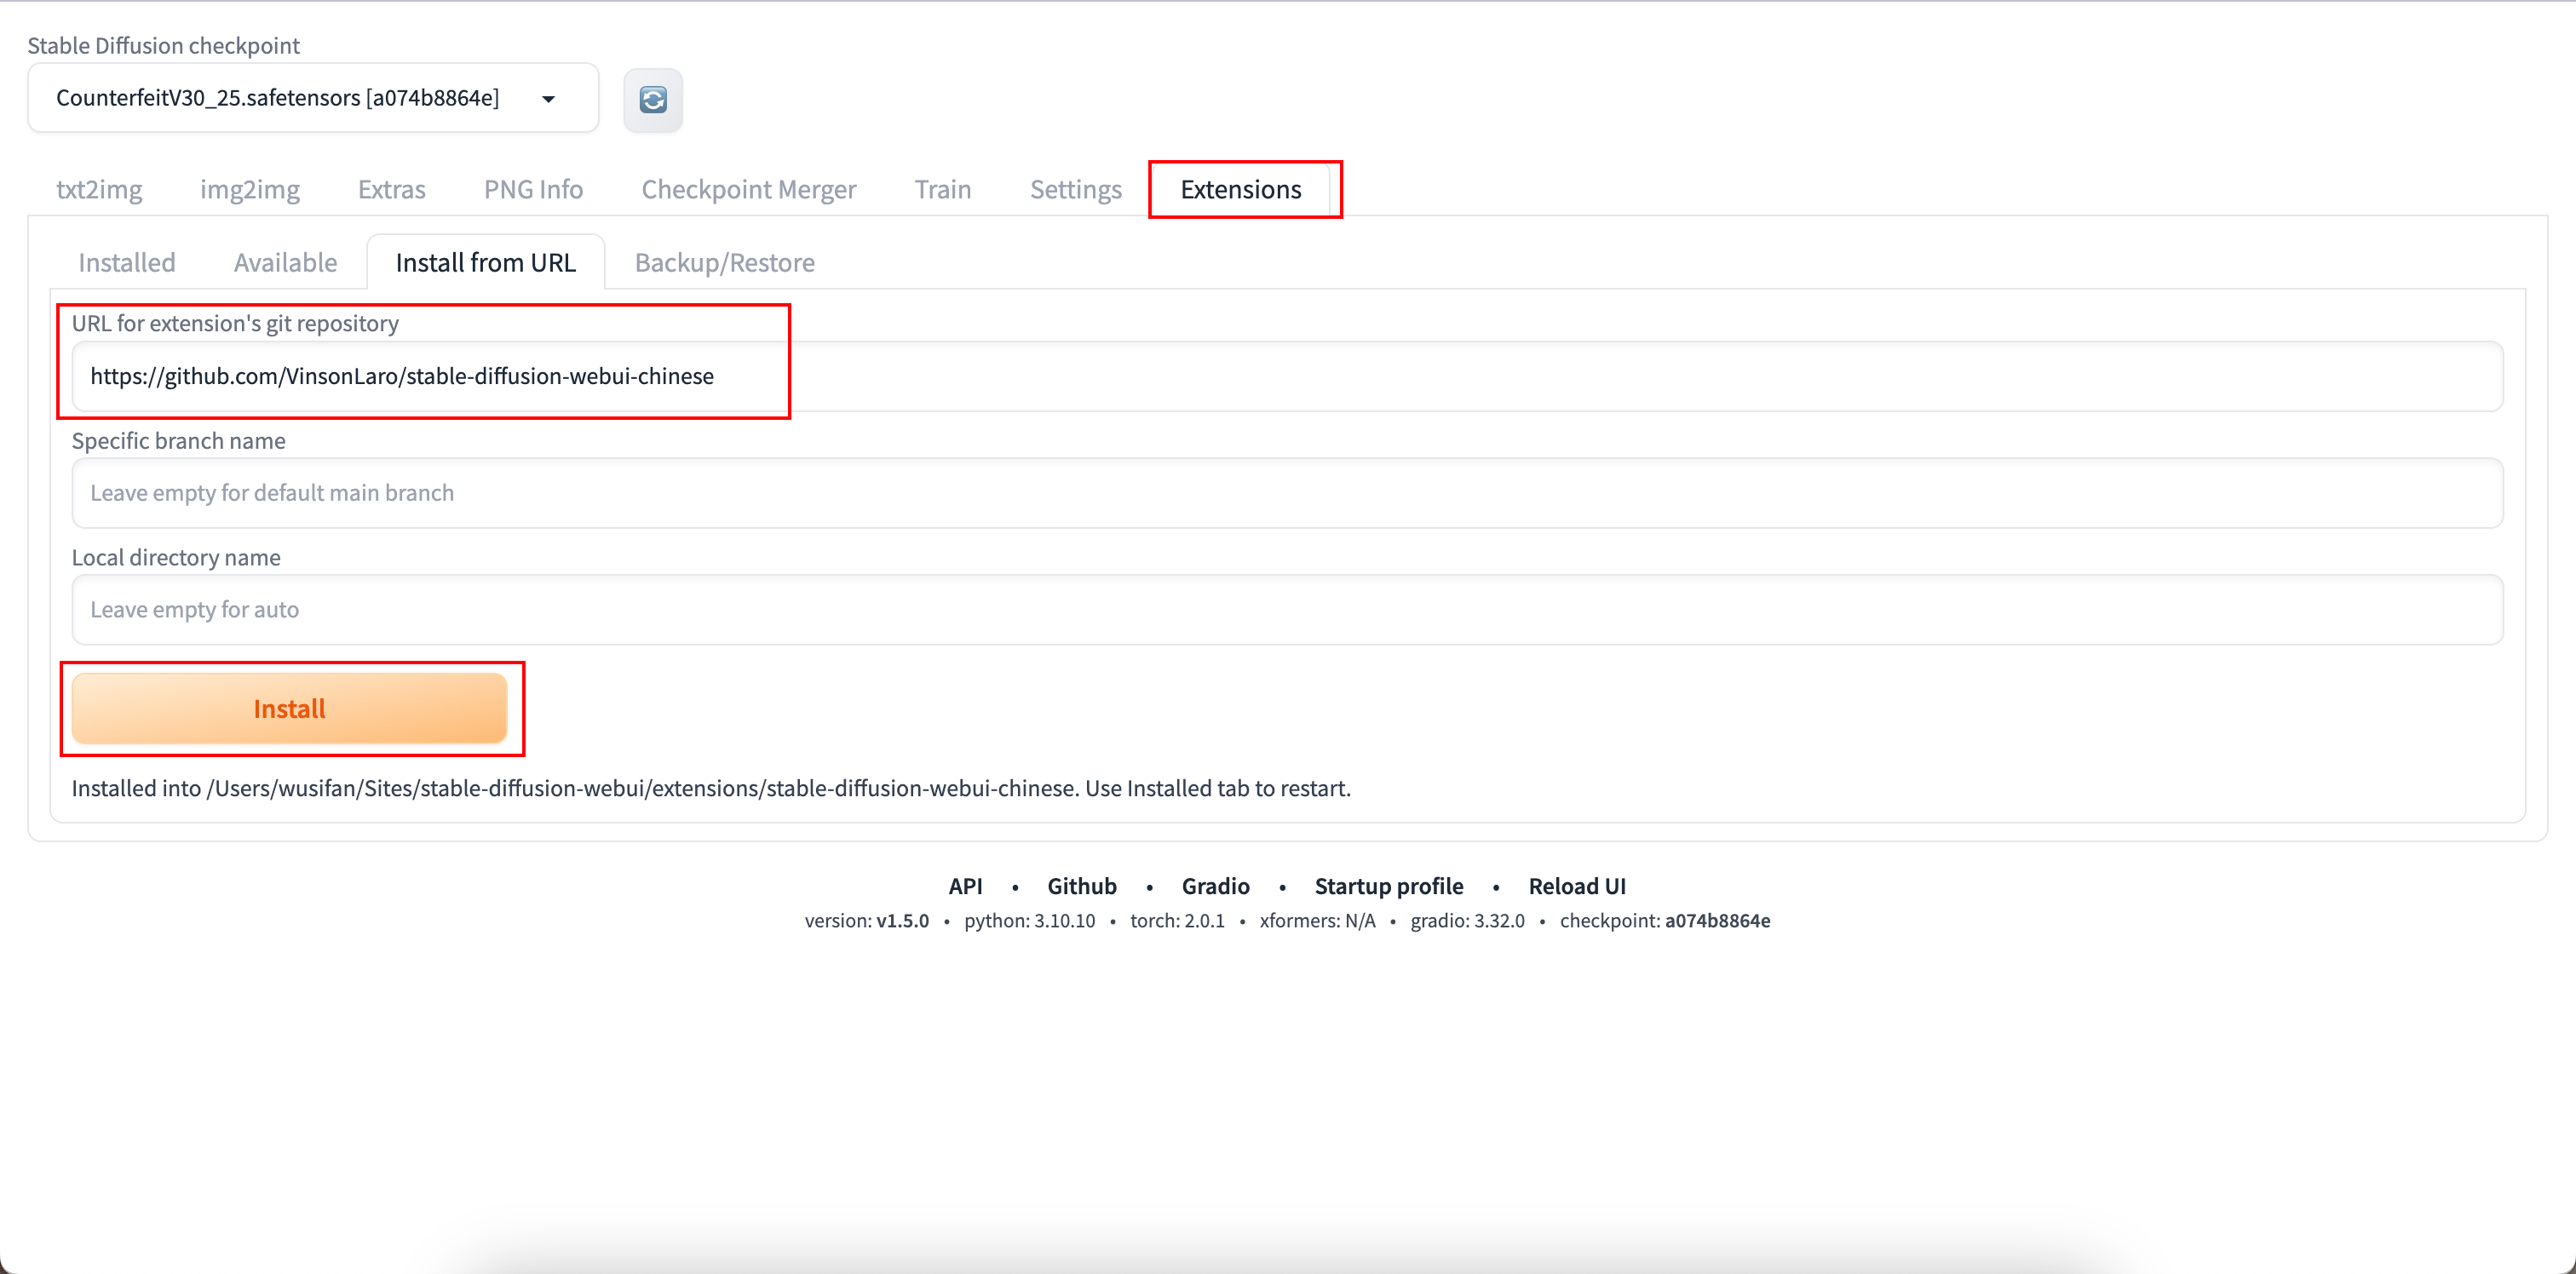 Stable Diffusion checkpoint
CounterfeitV30_25.safetensors [a074b8864e]
txt2img img2img Extras PNG Info Checkpoint Merger Train Settings Extensions
Installed Available Install from URL Backup/Restore
URL for extension's git repository
https://github.com/VinsonLaro/stable-diffusion-webui-chinese
Specific branch name
Leave empty for default main branch
Local directory name
Leave empty for auto
Install
Installed into /Users/wusifan/Sites/stable-diffusion-webui/extensions/stable-diffusion-webui-chinese. Use Installed tab to restart.
API • Github • Gradio • Startup profile • Reload UI
version: v1.5.0 • python: 3.10.10 • torch: 2.0.1 • xformers: N/A • gradio: 3.32.0 • checkpoint: a074b8864e